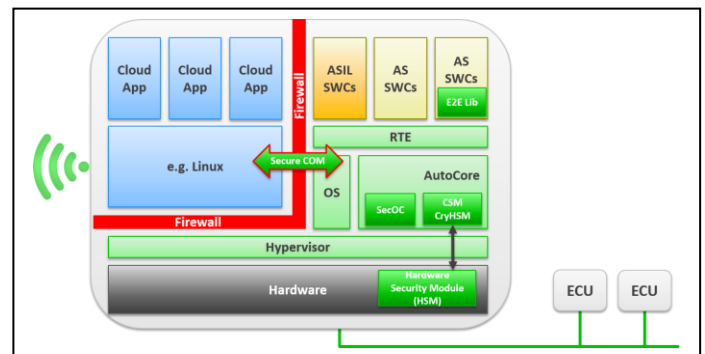 Cloud
App
Cloud
App
Cloud
App
Firewall
ASIL
SWCs
AS
SWCs
AS
SWCs
E2E Lib
RTE
e.g. Linux
Secure COM
OS
AutoCore
SecOC
CSM
CryHSM
Firewall
Hypervisor
Hardware
Hardware
Security Module
(HSM)
ECU
ECU